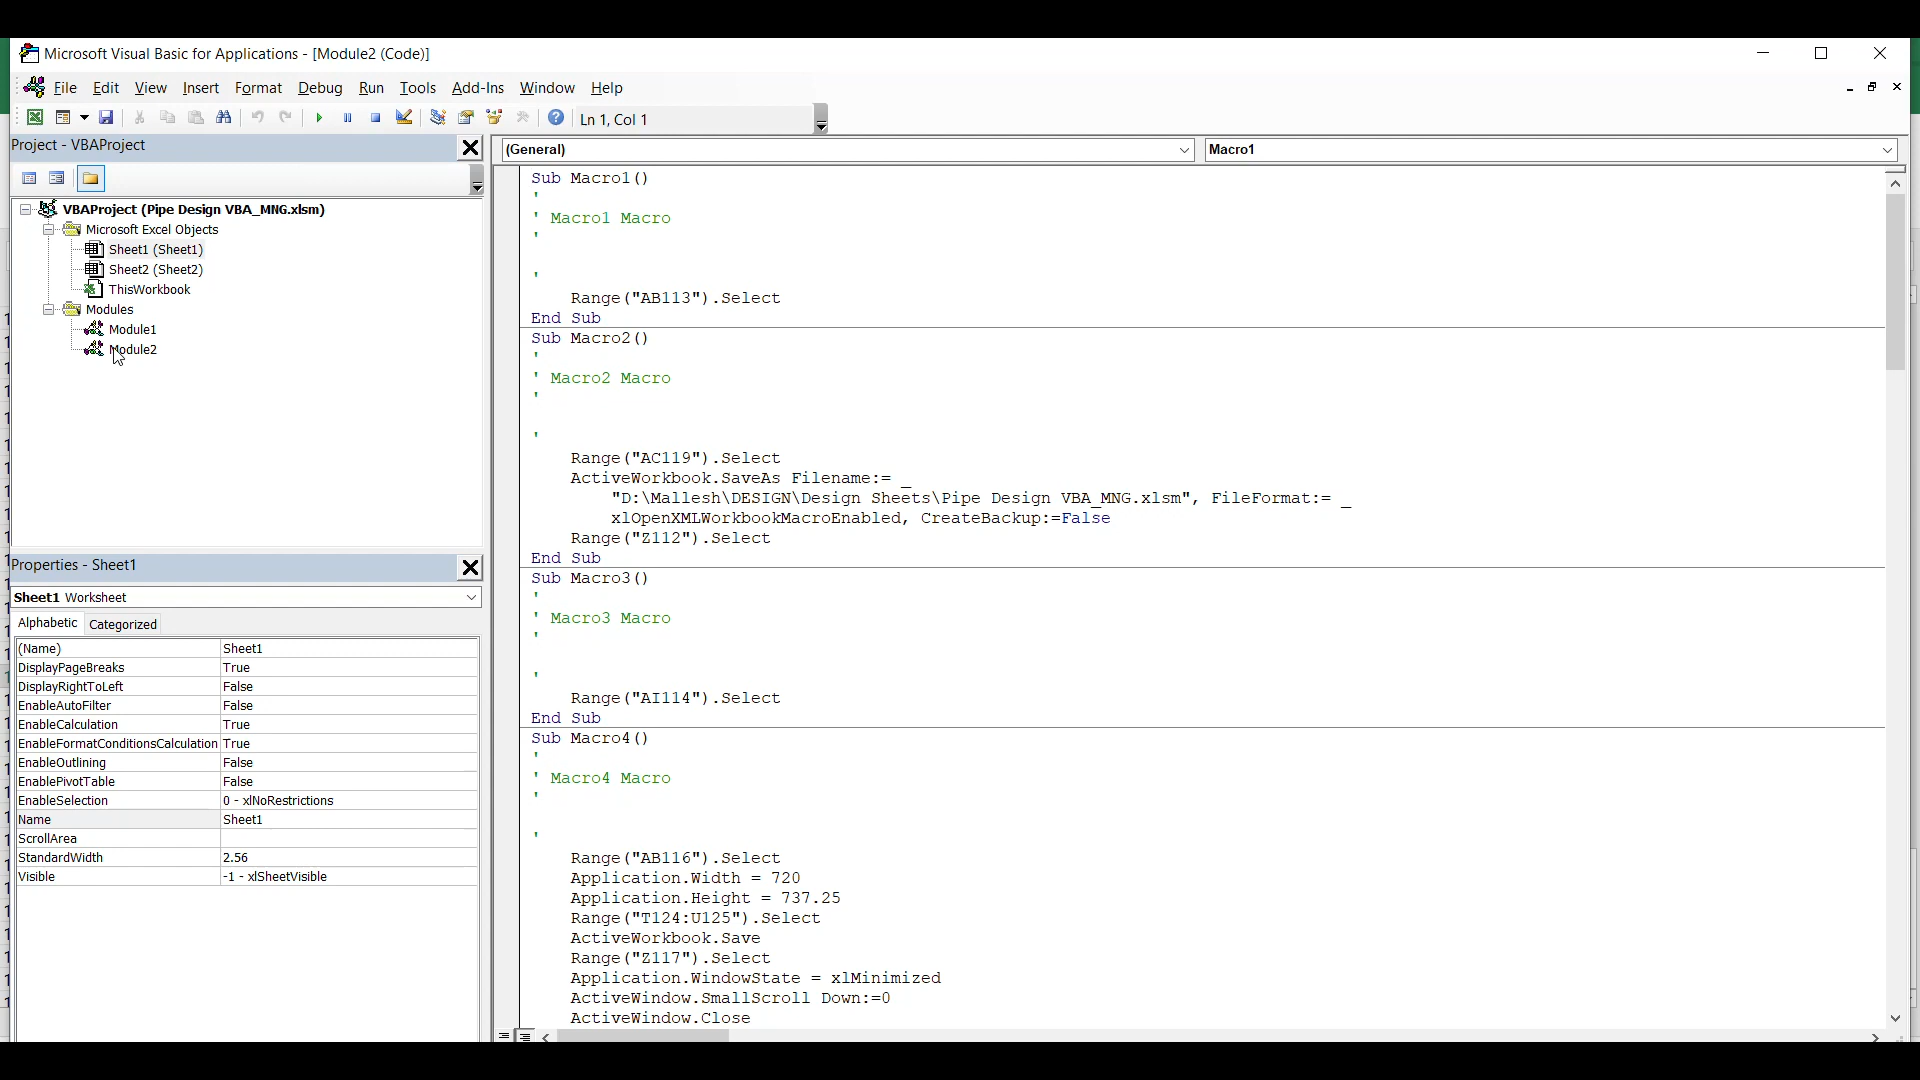 Microsoft Visual Basic for Applications - [Module2 (Code)]
File Edit View Insert Format Debug Run Tools Add-Ins Window Help
Ln 1, Col 1
Project - VBAProject
(General)
Macro1
VBAProject (Pipe Design VBA_MNG.xlsm)
Microsoft Excel Objects
Sheet1 (Sheet1)
Sheet2 (Sheet2)
ThisWorkbook
Modules
Module1
Module2
Properties - Sheet1
Sheet1 Worksheet
Alphabetic Categorized
(Name) Sheet1
DisplayPageBreaks True
DisplayRightToLeft False
EnableAutoFilter False
EnableCalculation True
EnableFormatConditionsCalculation True
EnableOutlining False
EnablePivotTable False
EnableSelection 0 - xlNoRestrictions
Name Sheet1
ScrollArea
StandardWidth 2.56
Visible -1 - xlSheetVisible
Sub Macro1()
'
' Macro1 Macro
'
'
Range("AB113").Select
End Sub
Sub Macro2()
'
' Macro2 Macro
'
'
Range("AC119").Select
ActiveWorkbook.SaveAs Filename:= _
"D:\Mallesh\DESIGN\Design Sheets\Pipe Design VBA_MNG.xlsm", FileFormat:= _
xlOpenXMLWorkbookMacroEnabled, CreateBackup:=False
Range("Z112").Select
End Sub
Sub Macro3()
'
' Macro3 Macro
'
'
Range("AI114").Select
End Sub
Sub Macro4()
'
' Macro4 Macro
'
'
Range("AB116").Select
Application.Width = 720
Application.Height = 737.25
Range("T124:U125").Select
ActiveWorkbook.Save
Range("Z117").Select
Application.WindowState = xlMinimized
ActiveWindow.SmallScroll Down:=0
ActiveWindow.Close